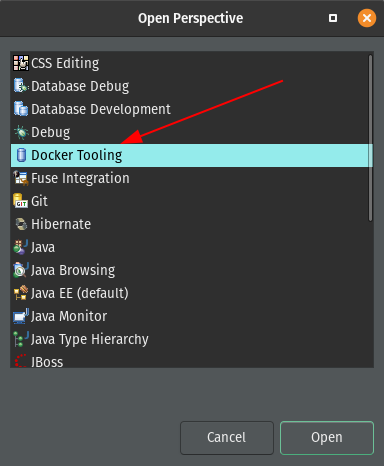 Open Perspective
CSS Editing
Database Debug
Database Development
Debug
Docker Tooling
Fuse Integration
Git
Hibernate
Java
Java Browsing
Java EE (default)
Java Monitor
Java Type Hierarchy
JBoss
Cancel
Open